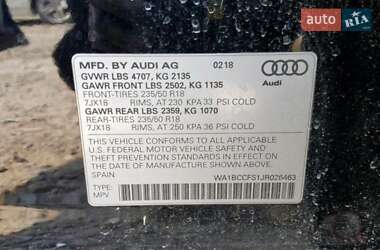 auto.ria.com
MFD. BY AUDI AG 0218
GVWR LBS 4707, KG 2135
GAWR FRONT LBS 2502, KG 1135
FRONT-TIRES 235/50 R18
7JX18 RIMS, AT 230 KPA 33 PSI COLD
GAWR REAR LBS 2359, KG 1070
REAR-TIRES 235/50 R18
7JX18 RIMS, AT 250 KPA 36 PSI COLD
Audi
THIS VEHICLE CONFORMS TO ALL APPLICABLE
U.S. FEDERAL MOTOR VEHICLE SAFETY AND
THEFT PREVENTION STANDARDS IN EFFECT ON
THE DATE OF MANUFACTURE SHOWN ABOVE.
TYPE: WA1BCCFS1JR028463
MPV